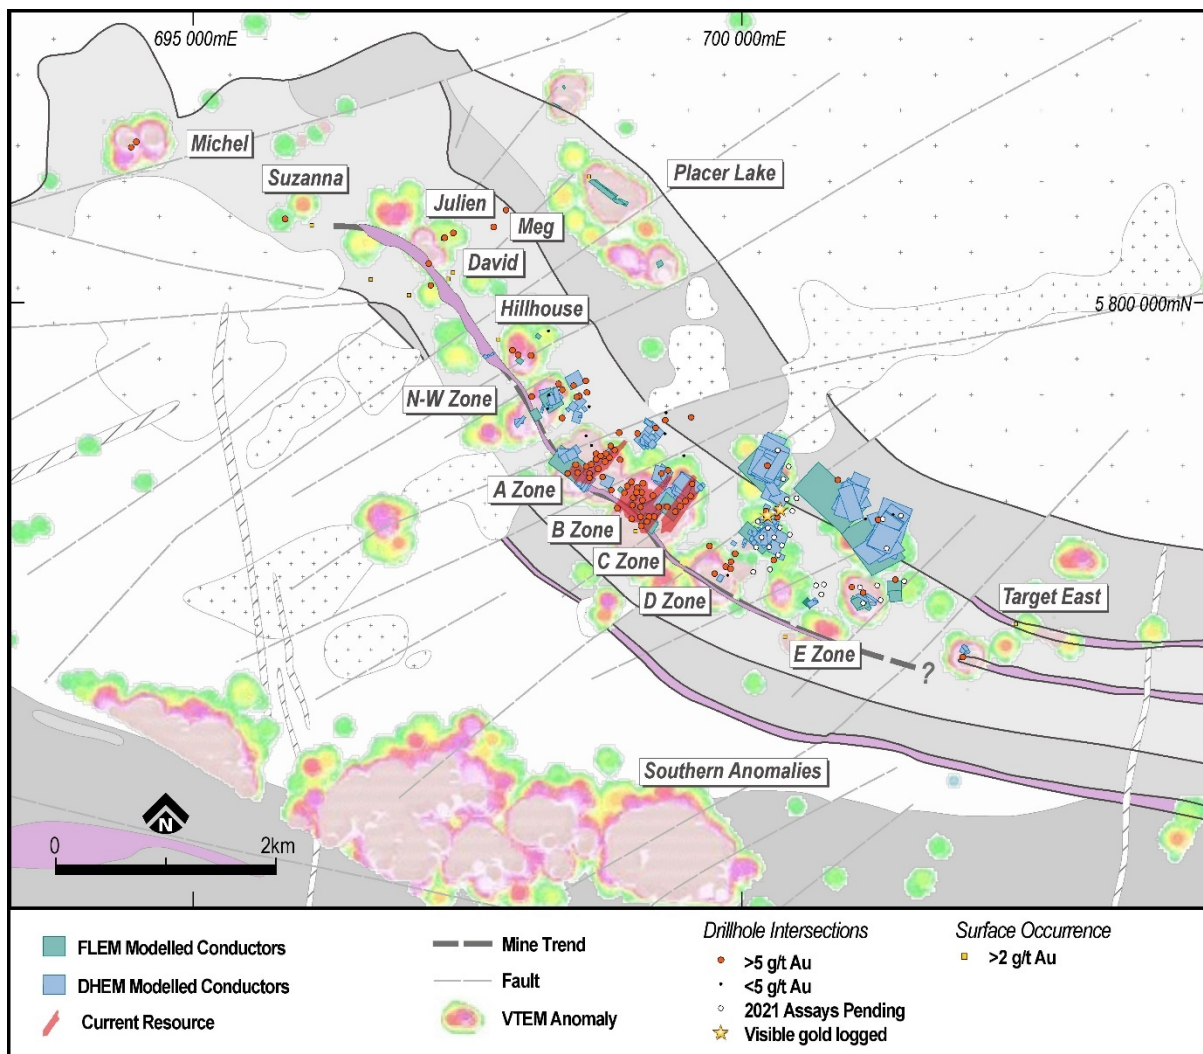 695 000mE
700 000mE
Michel
Placer Lake
Suzanna
Julien
Meg
David
5 800 000mN
Hillhouse
N-W Zone
A Zone
B Zone
C Zone
D Zone
Target East
E Zone
?
Southern Anomalies
N
0 2km
FLEM Modelled Conductors
DHEM Modelled Conductors
Current Resource
Mine Trend
Fault
VTEM Anomaly
Drillhole Intersections
>5 g/t Au
<5 g/t Au
2021 Assays Pending
Visible gold logged
Surface Occurrence
>2 g/t Au